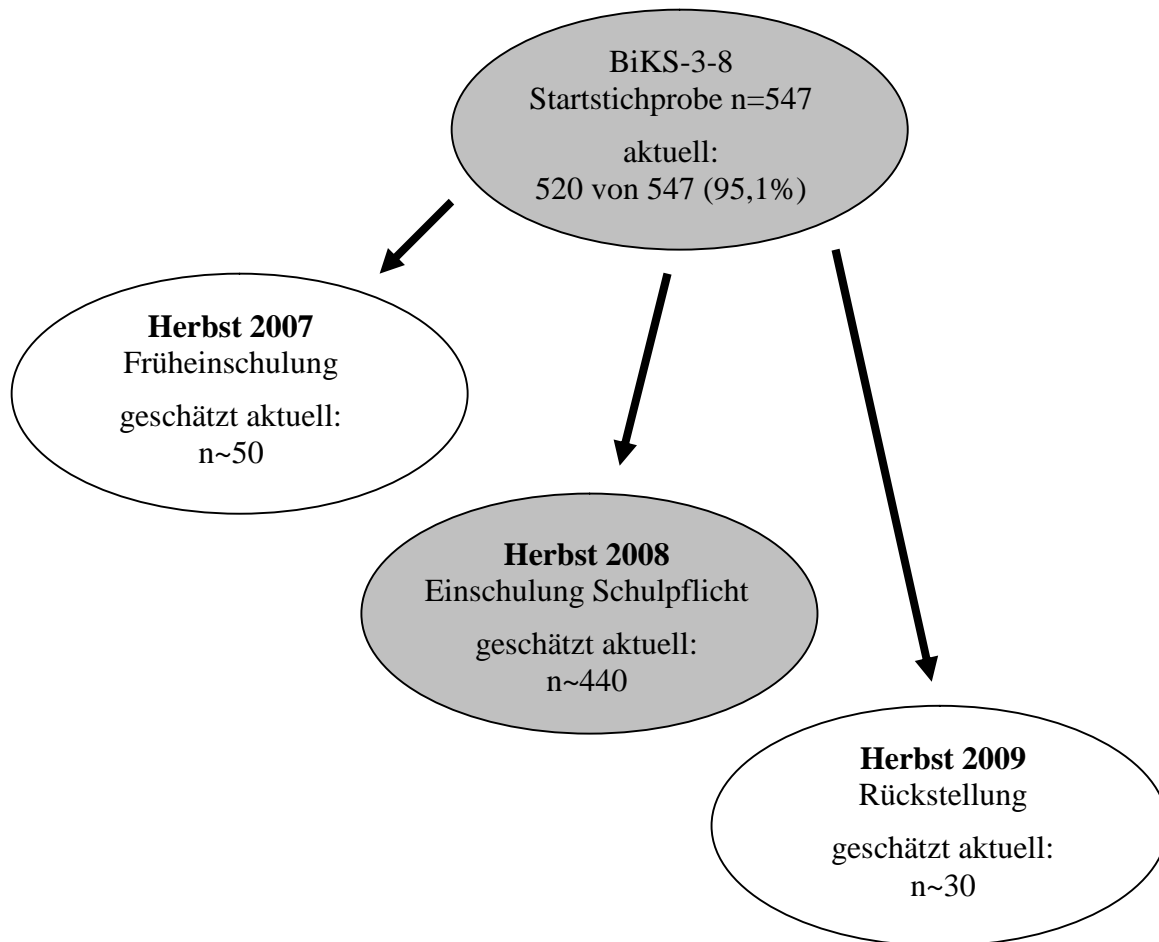 BiKS-3-8
Startstichprobe n=547
aktuell:
520 von 547 (95,1%)
Herbst 2007
Früheinschulung
geschätzt aktuell:
n~50
Herbst 2008
Einschulung Schulpflicht
geschätzt aktuell:
n~440
Herbst 2009
Rückstellung
geschätzt aktuell:
n~30